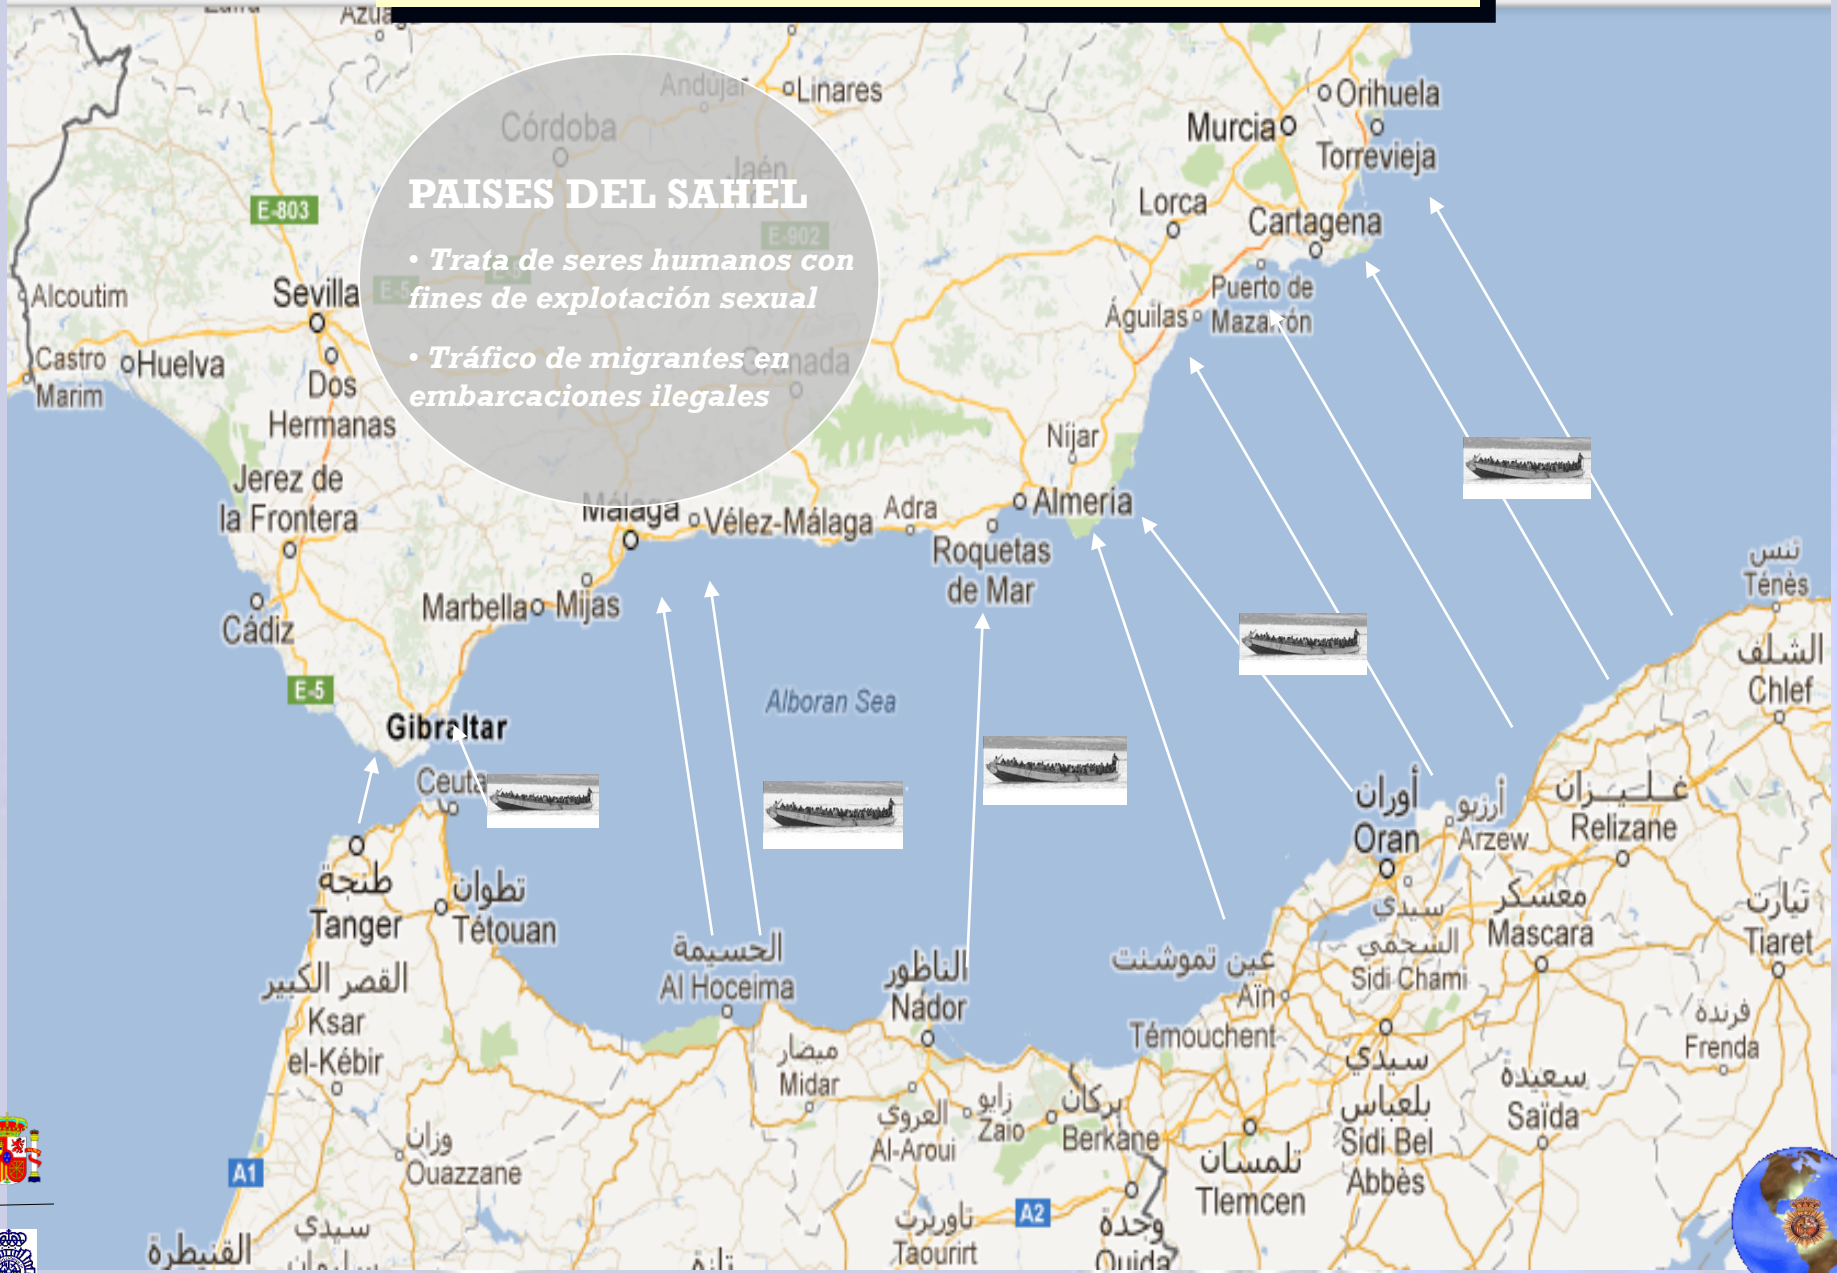 Azuaga
Andújar
Linares
Orihuela
Córdoba
Murcia
Torrevieja
Jaén
PAISES DEL SAHEL
E-803
Lorca
Cartagena
E-902
• Trata de seres humanos con
fines de explotación sexual
Alcoutim
Sevilla
E-5
Puerto de
Mazarrón
Águilas
Castro
Marim
Huelva
• Tráfico de migrantes en
embarcaciones ilegales
Granada
Dos
Hermanas
Níjar
Jerez de
la Frontera
Málaga
Vélez-Málaga
Adra
Almería
Roquetas
de Mar
تنس
Ténès
Marbella
Mijas
Cádiz
الشلف
Chlef
E-5
Alboran Sea
Gibraltar
Ceuta
أوران
Oran
أرزيو
Arzew
غليزان
Relizane
طنجة
Tanger
تطوان
Tétouan
سيدي
الشحمي
Sidi Chami
معسكر
Mascara
تيارت
Tiaret
الحسيمة
Al Hoceima
الناظور
Nador
عين تموشنت
Aïn
Témouchent
القصر الكبير
Ksar
el-Kébir
فرندة
Frenda
ميضار
Midar
سيدي
بلعباس
Sidi Bel
Abbès
سعيدة
Saïda
العروي
Al-Aroui
زايو
Zaio
بركان
Berkane
وزان
Ouazzane
A1
تلمسان
Tlemcen
A2
تاوريرت
Taourirt
وجدة
Oujda
القنيطرة
سيدي
سليمان
تازة